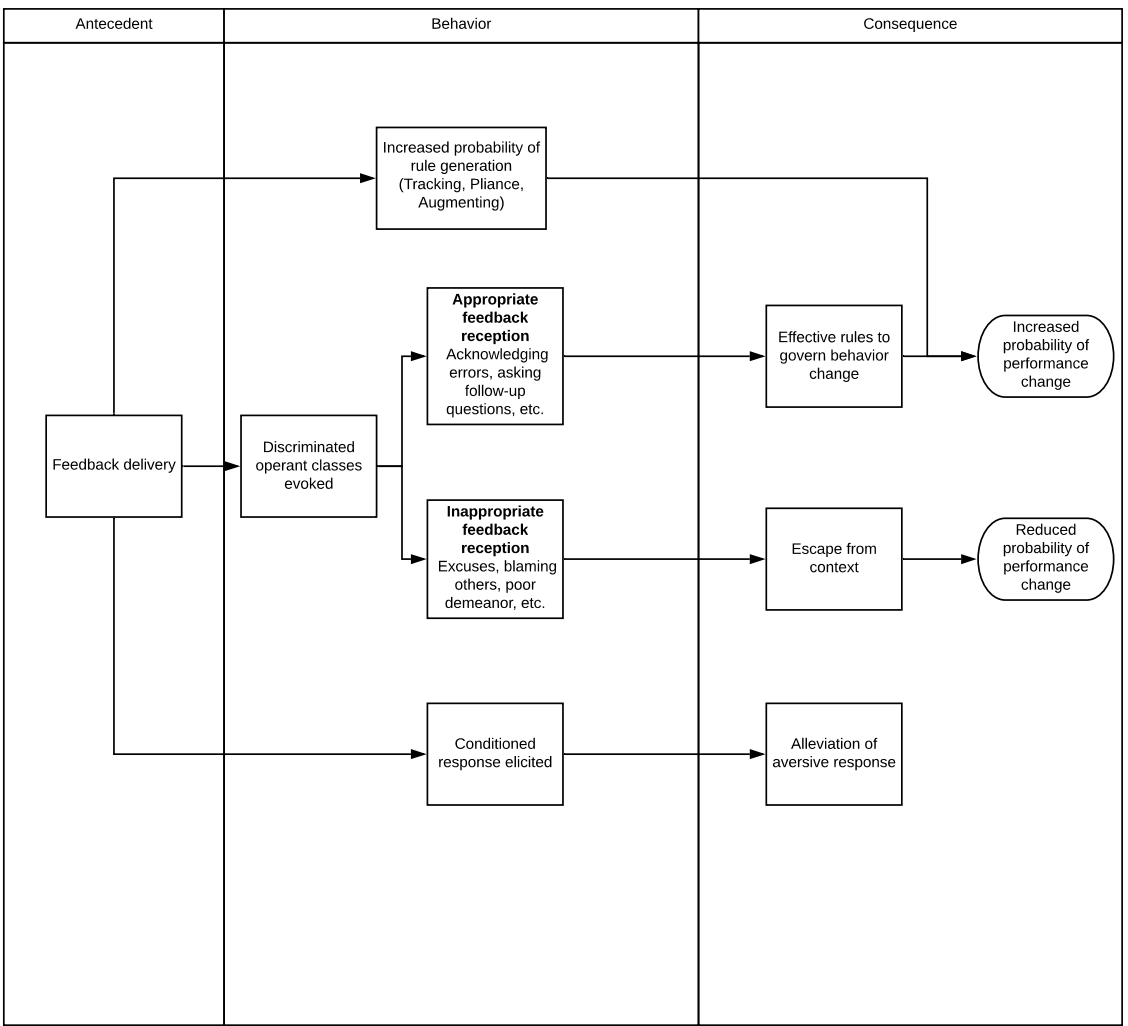 Antecedent
Behavior
Consequence
Increased probability of
rule generation
(Tracking, Pliance,
Augmenting)
Appropriate
feedback
reception
Acknowledging
errors, asking
follow-up
questions, etc.
Effective rules to
govern behavior
change
Increased
probability of
performance
change
Feedback delivery
Discriminated
operant classes
evoked
Inappropriate
feedback
reception
Excuses, blaming
others, poor
demeanor, etc.
Escape from
context
Reduced
probability of
performance
change
Conditioned
response elicited
Alleviation of
aversive response